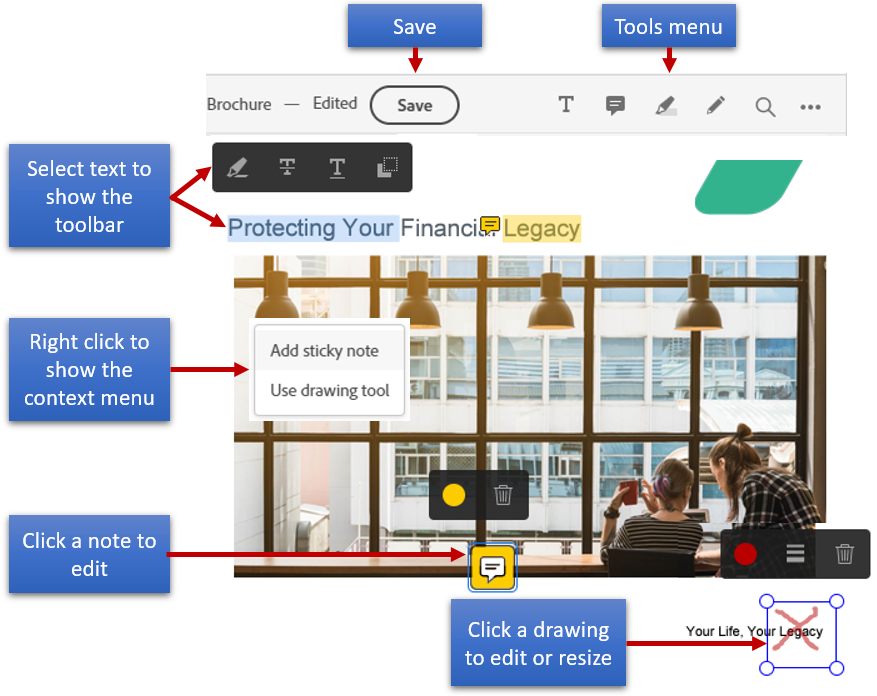 Save
Tools menu
Brochure — Edited
Save
T
Select text to
show the
toolbar
T
T
Protecting Your Financial Legacy
Right click to
show the
context menu
Add sticky note
Use drawing tool
Click a note to
edit
Click a drawing
to edit or resize
Your Life, Your Legacy